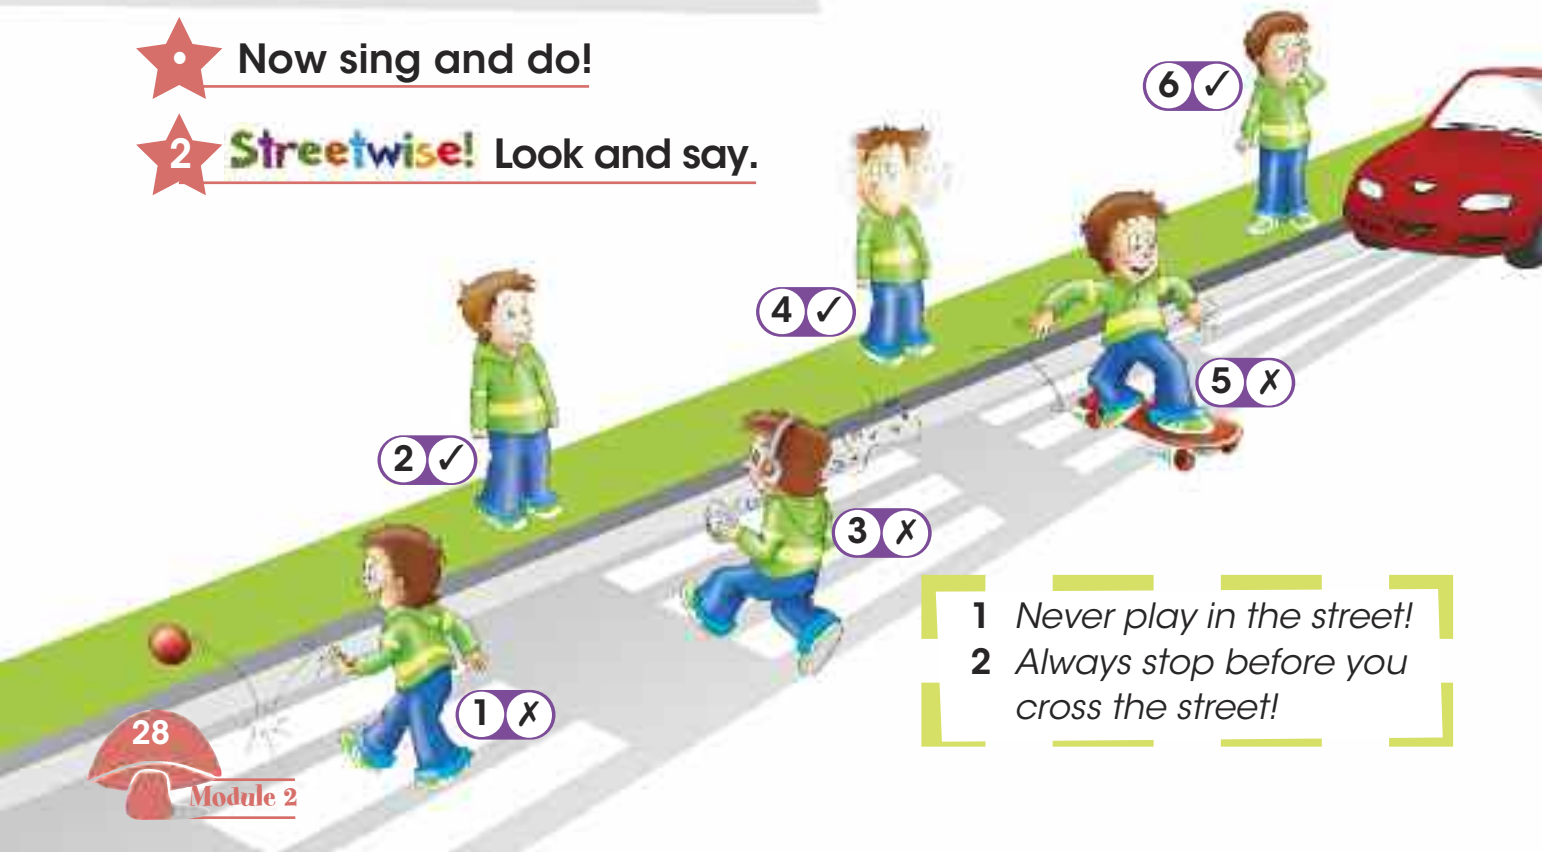 Now sing and do!
2 Streetwise! Look and say.
6 ✓
4 ✓
5 ✗
2 ✓
3 ✗
1 ✗
1 Never play in the street!
2 Always stop before you
cross the street!
28
Module 2